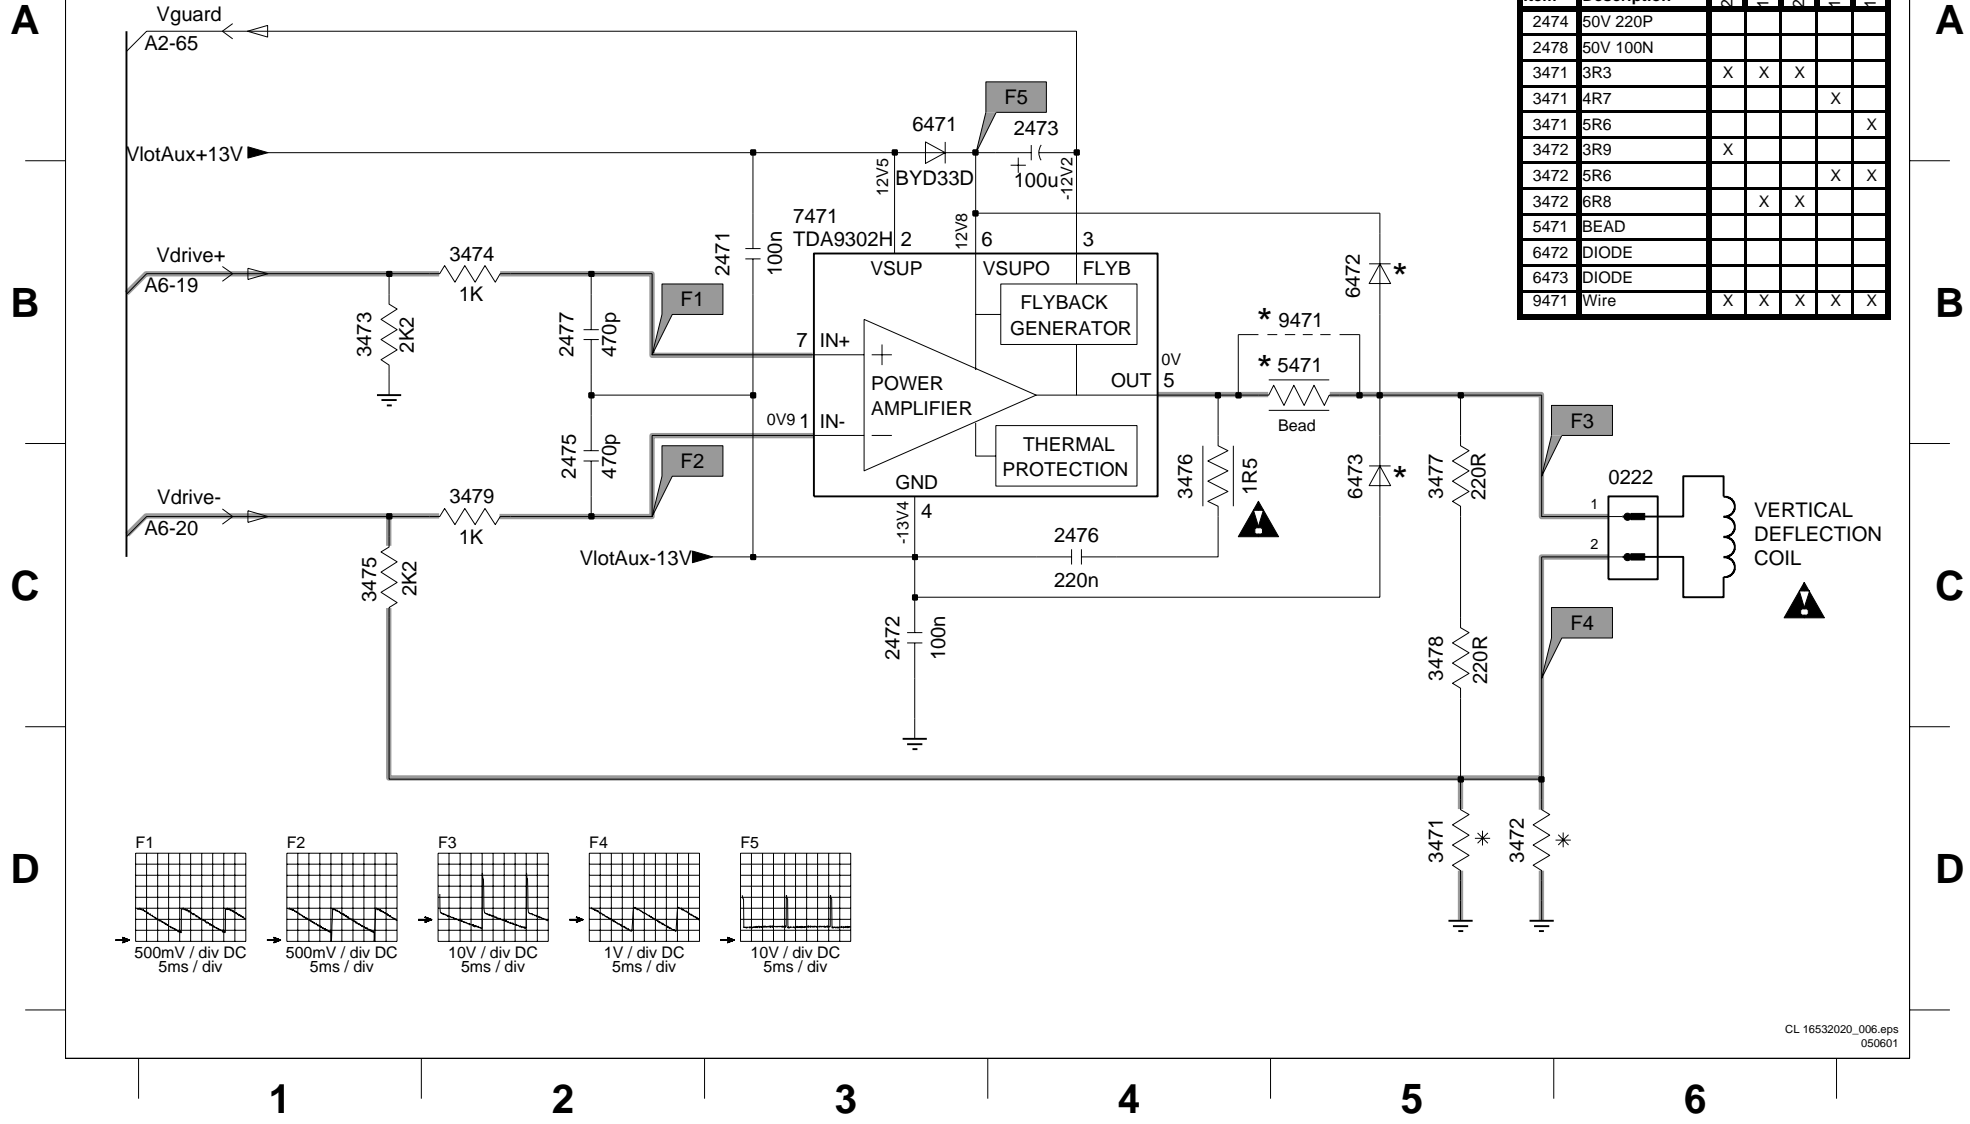 A
A
Vguard
A2-65
2474 50V 220P
2478 50V 100N
3471 3R3 X X X
3471 4R7 X
3471 5R6 X
3472 3R9 X
3472 5R6 X X
3472 6R8 X X
5471 BEAD
6472 DIODE
6473 DIODE
9471 Wire X X X X X
F5
6471
2473
VlotAux+13V
12V5
BYD33D
+
100u
-12V2
7471
TDA9302H
2
12V8
6
3
VSUP
VSUPO
FLYB
2471
100n
Vdrive+
A6-19
3474
1K
B
B
3473
2K2
2477
470p
F1
FLYBACK
GENERATOR
6472
*
* 9471
* 5471
Bead
7 IN+
+
POWER
AMPLIFIER
OUT
0V
5
0V9 1 IN-
−
THERMAL
PROTECTION
2475
470p
F2
GND
4
-13V4
3476
1R5
6473
*
3477
220R
F3
0222
1
2
VERTICAL
DEFLECTION
COIL
Vdrive-
A6-20
3479
1K
VlotAux-13V
2476
220n
C
C
3475
2K2
2472
100n
3478
220R
F4
3471
*
3472
*
D
D
F1
500mV / div DC
5ms / div
F2
500mV / div DC
5ms / div
F3
10V / div DC
5ms / div
F4
1V / div DC
5ms / div
F5
10V / div DC
5ms / div
CL 16532020_006.eps
050601
1 2 3 4 5 6